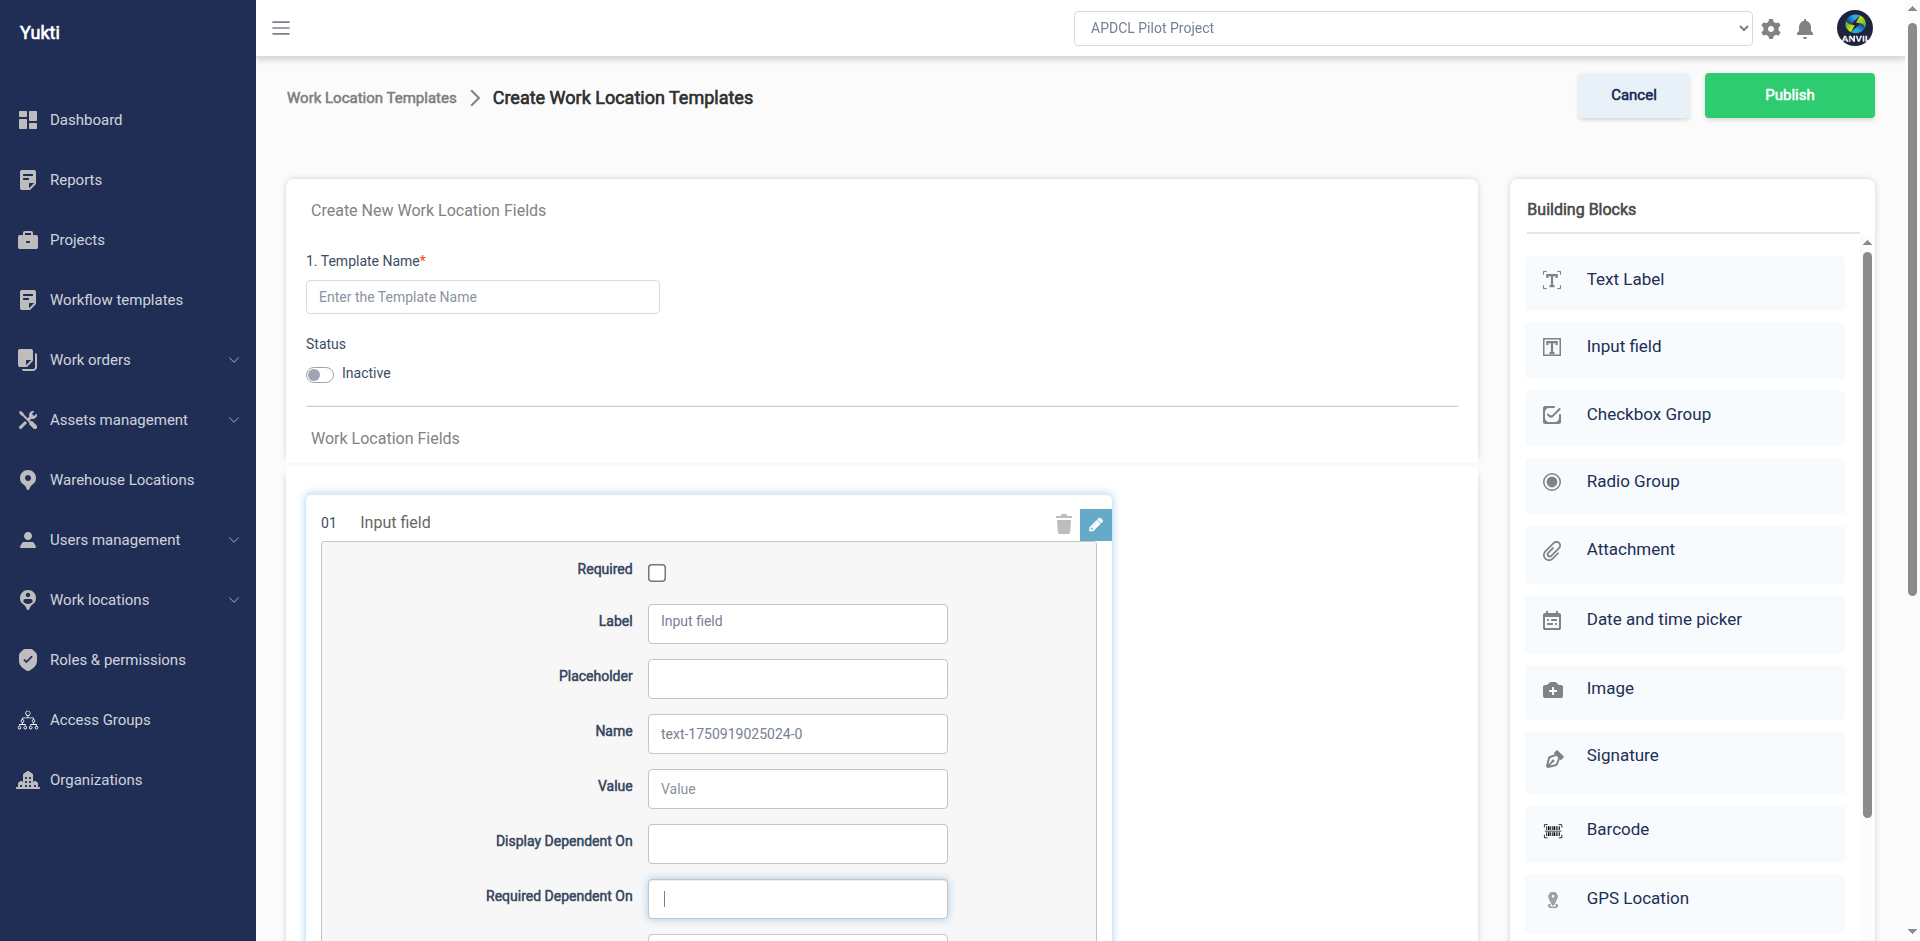 Yukti
APDCL Pilot Project
ANVIL
Work Location Templates
Create Work Location Templates
Cancel
Publish
Dashboard
Reports
Projects
Workflow templates
Work orders
Assets management
Warehouse Locations
Users management
Work locations
Roles & permissions
Access Groups
Organizations
Create New Work Location Fields
1. Template Name*
Enter the Template Name
Status
Inactive
Work Location Fields
01 Input field
Required
Label Input field
Placeholder
Name text-1750919025024-0
Value Value
Display Dependent On
Required Dependent On
Building Blocks
Text Label
Input field
Checkbox Group
Radio Group
Attachment
Date and time picker
Image
Signature
Barcode
GPS Location